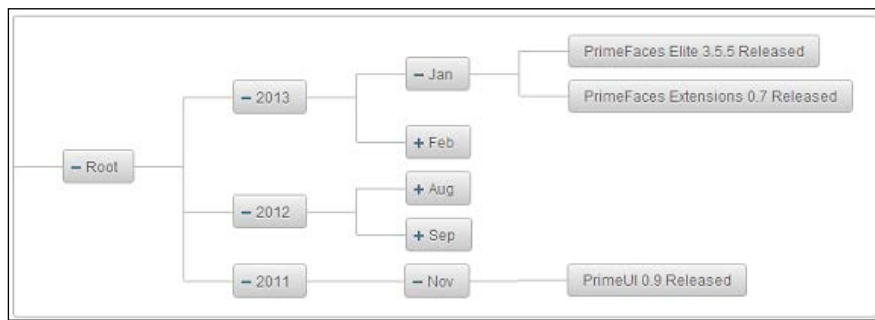 PrimeFaces Elite 3.5.5 Released
− Jan
− 2013
PrimeFaces Extensions 0.7 Released
+ Feb
− Root
+ Aug
− 2012
+ Sep
− 2011
− Nov
PrimeUI 0.9 Released